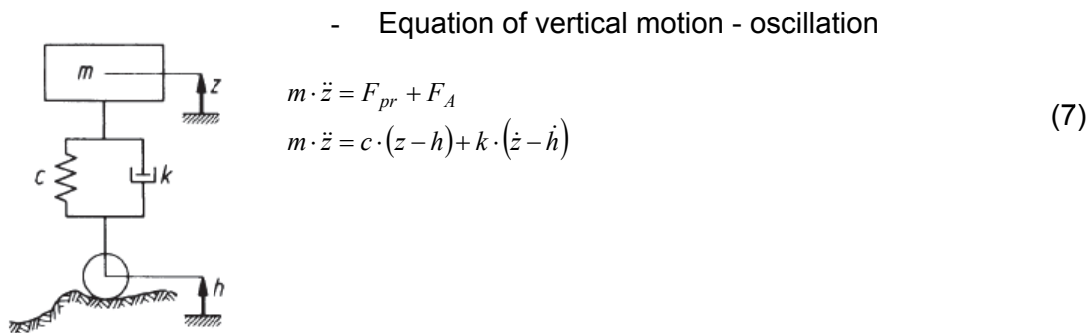 - Equation of vertical motion - oscillation
m
z
m · z̈ = F_pr + F_A
(7)
m · z̈ = c · (z − h) + k · (ż − ḣ)
c
k
h